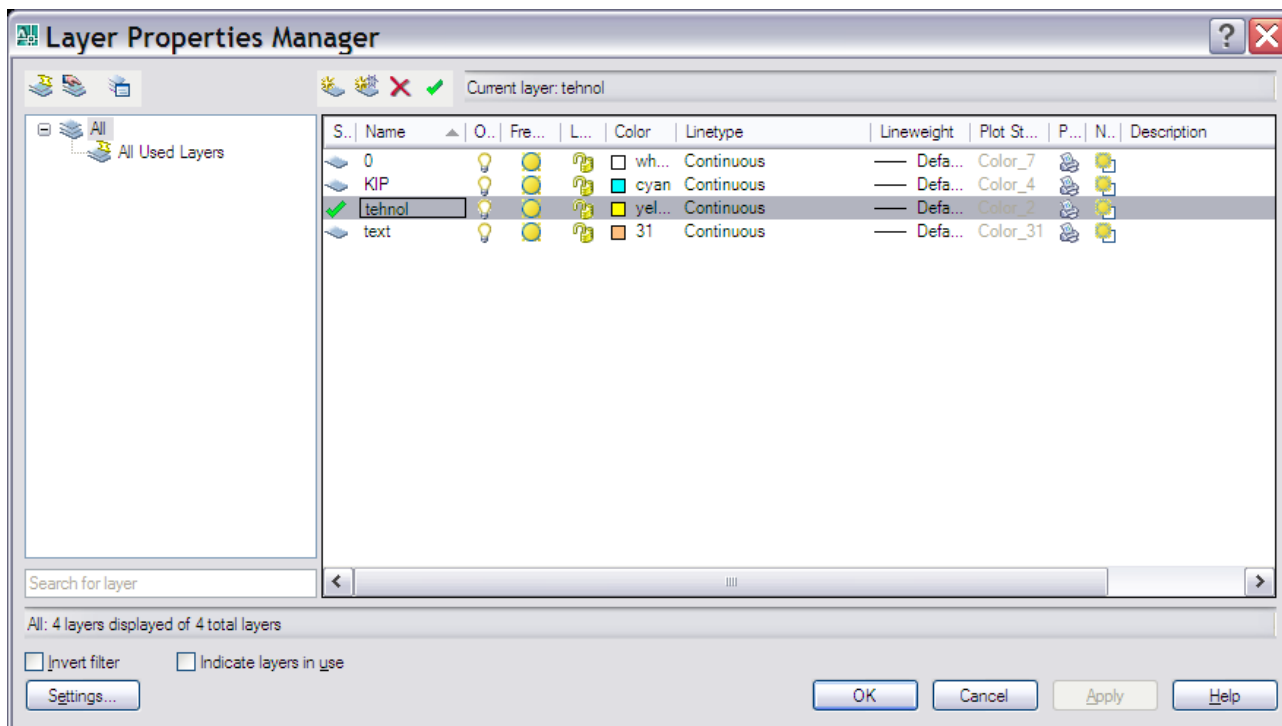 Layer Properties Manager
Current layer: tehnol
All
All Used Layers
S.. Name O.. Fre... L... Color Linetype Lineweight Plot St... P... N.. Description
0 wh... Continuous Defa... Color_7
KIP cyan Continuous Defa... Color_4
tehnol yel... Continuous Defa... Color_2
text 31 Continuous Defa... Color_31
Search for layer
All: 4 layers displayed of 4 total layers
Invert filter Indicate layers in use
Settings... OK Cancel Apply Help